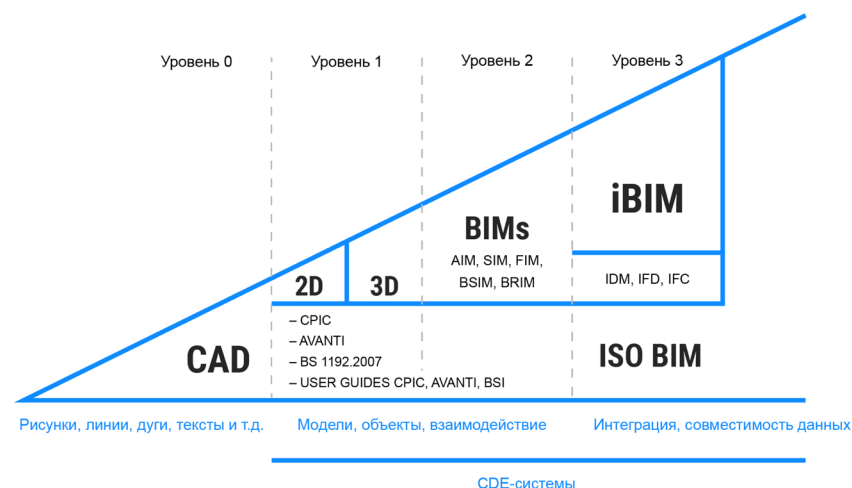 Уровень 0
Уровень 1
Уровень 2
Уровень 3
iBIM
BIMs
AIM, SIM, FIM,
BSIM, BRIM
IDM, IFD, IFC
2D
3D
– CPIC
– AVANTI
– BS 1192.2007
– USER GUIDES CPIC, AVANTI, BSI
CAD
ISO BIM
Рисунки, линии, дуги, тексты и т.д.
Модели, объекты, взаимодействие
Интеграция, совместимость данных
CDE-системы